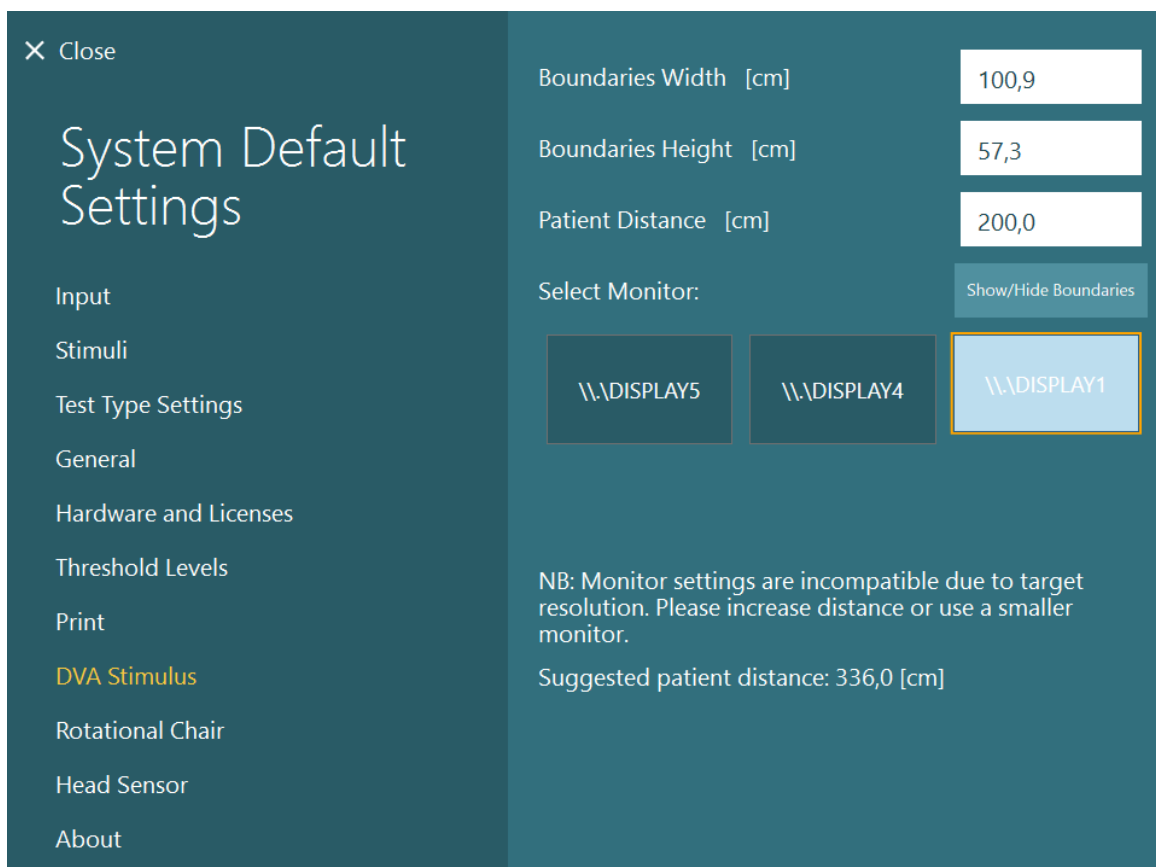 ✕ Close
System Default
Settings
Input
Stimuli
Test Type Settings
General
Hardware and Licenses
Threshold Levels
Print
DVA Stimulus
Rotational Chair
Head Sensor
About
Boundaries Width [cm] 100,9
Boundaries Height [cm] 57,3
Patient Distance [cm] 200,0
Select Monitor: Show/Hide Boundaries
\\.\DISPLAY5 \\.\DISPLAY4 \\.\DISPLAY1
NB: Monitor settings are incompatible due to target
resolution. Please increase distance or use a smaller
monitor.
Suggested patient distance: 336,0 [cm]